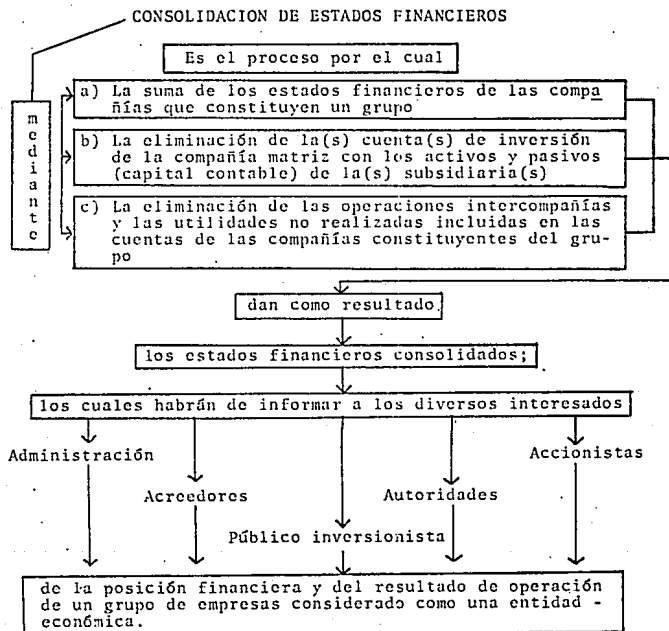 CONSOLIDACION DE ESTADOS FINANCIEROS
Es el proceso por el cual
mediante
a) La suma de los estados financieros de las compa
ñías que constituyen un grupo
b) La eliminación de la(s) cuenta(s) de inversión
de la compañía matriz con los activos y pasivos
(capital contable) de la(s) subsidiaria(s)
c) La eliminación de las operaciones intercompañías
y las utilidades no realizadas incluidas en las
cuentas de las compañías constituyentes del gru-
po
dan como resultado
los estados financieros consolidados;
los cuales habrán de informar a los diversos interesados
Administración
Accionistas
Acreedores
Autoridades
Público inversionista
de la posición financiera y del resultado de operación
de un grupo de empresas considerado como una entidad -
económica.